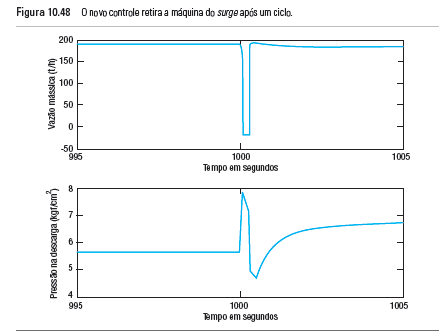 Figura 10.48 O novo controle retira a máquina do surge após um ciclo.
Vazão mássica (t/h)
200
150
100
50
0
-50
995 1000 1005
Tempo em segundos
Pressão na descarga (kgf/cm²)
8
7
6
5
4
995 1000 1005
Tempo em segundos